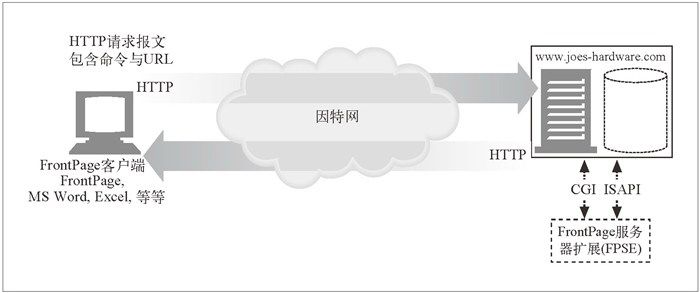 HTTP请求报文
包含命令与URL
HTTP
因特网
www.joes-hardware.com
HTTP
FrontPage客户端
FrontPage,
MS Word, Excel, 等等
CGI ISAPI
FrontPage服务
器扩展(FPSE)